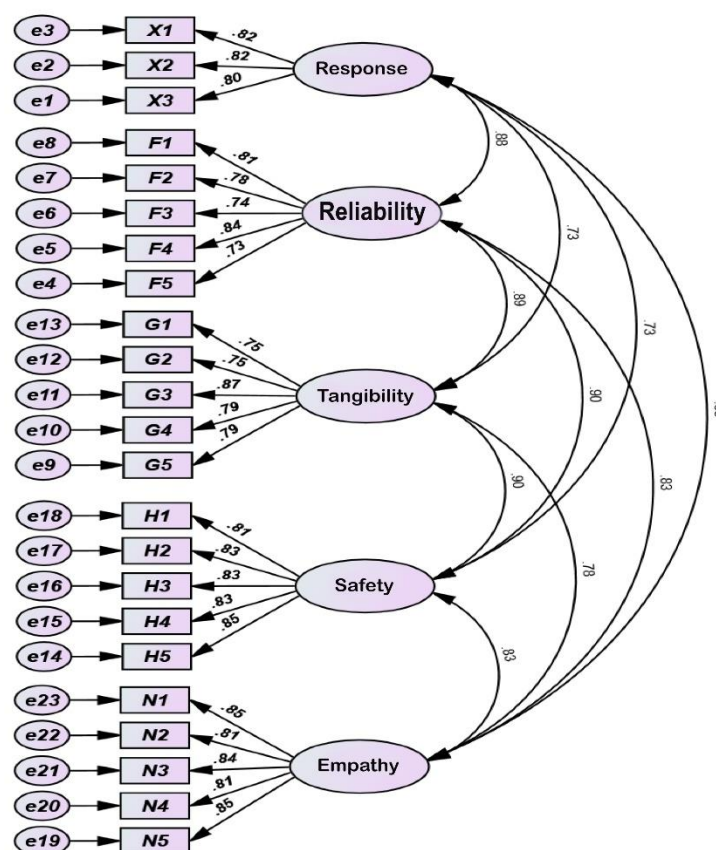 e3 X1 .82
e2 X2 .82 Response
e1 X3 .80
e8 F1 .81 .88
e7 F2 .78
e6 F3 .74 Reliability
e5 F4 .84 .73
e4 F5 .73
e13 G1 .75 .89 .73
e12 G2 .75
e11 G3 .87 Tangibility .90
e10 G4 .79
e9 G5 .79
.90 .83
e18 H1 .81
e17 H2 .83
e16 H3 .83 Safety .78
e15 H4 .83
e14 H5 .85 .83
e23 N1 .85
e22 N2 .81
e21 N3 .84 Empathy
e20 N4 .81
e19 N5 .85